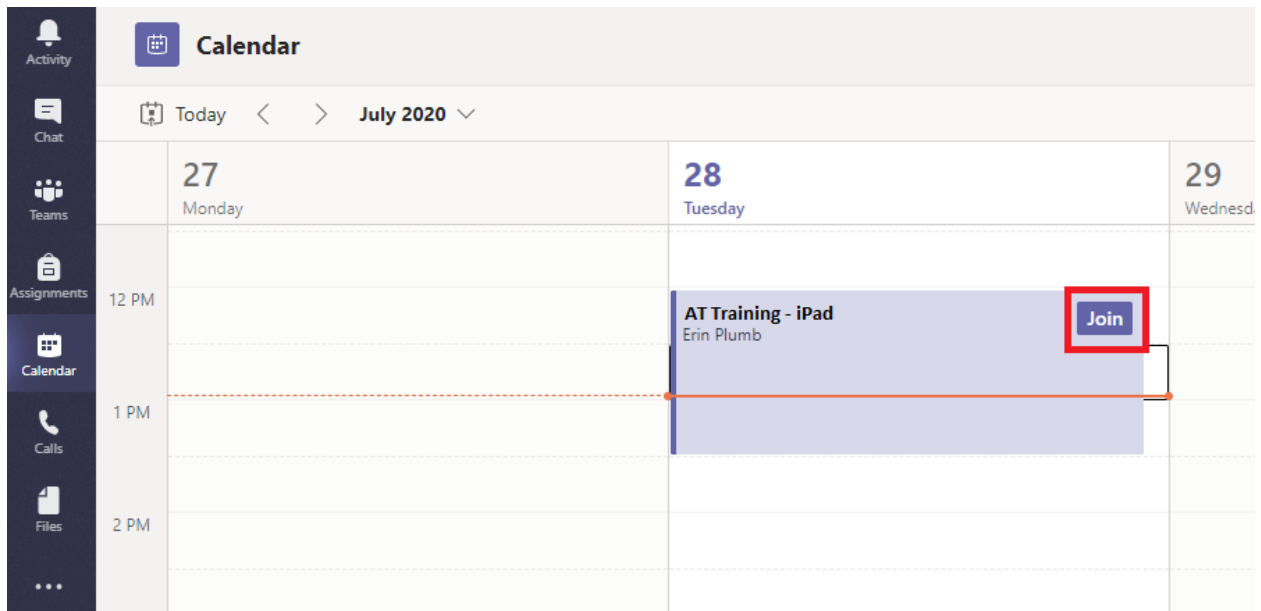 Activity
Chat
Teams
Assignments
Calendar
Calls
Files
Calendar
Today
July 2020
27
Monday
28
Tuesday
29
Wednesd
12 PM
AT Training - iPad
Erin Plumb
Join
1 PM
2 PM